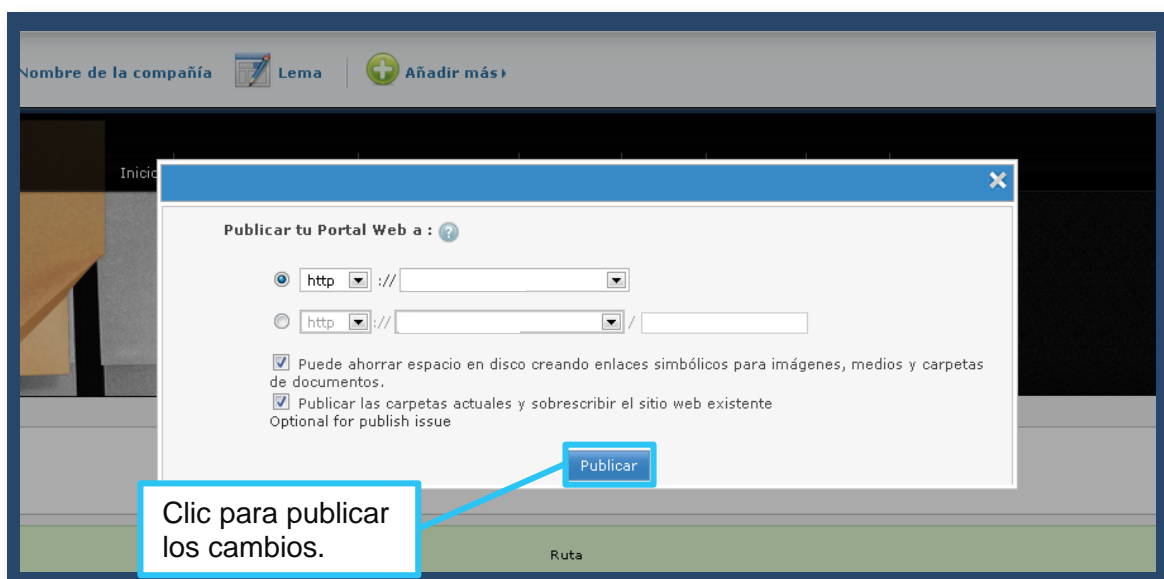 Nombre de la compañía Lema Añadir más
Inicio
Publicar tu Portal Web a : ?
http ://
http :// /
Puede ahorrar espacio en disco creando enlaces simbólicos para imágenes, medios y carpetas
de documentos.
Publicar las carpetas actuales y sobrescribir el sitio web existente
Optional for publish issue
Publicar
Clic para publicar
los cambios.
Ruta